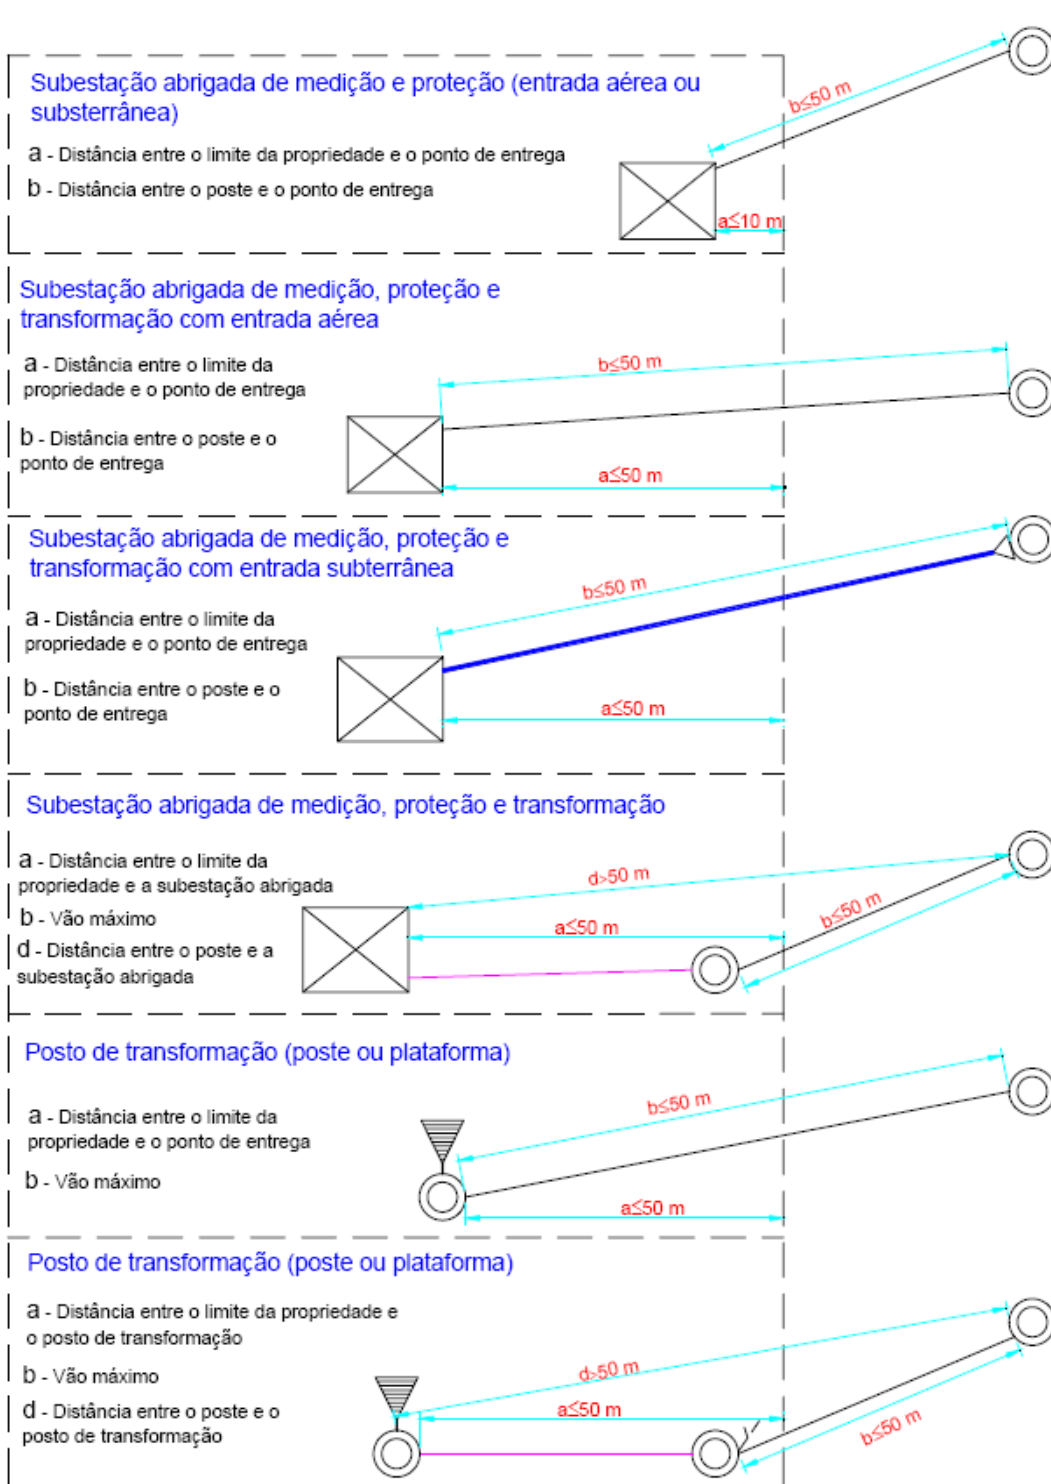 Subestação abrigada de medição e proteção (entrada aérea ou
substerrânea)
a - Distância entre o limite da propriedade e o ponto de entrega
b - Distância entre o poste e o ponto de entrega
b≤50 m
a≤10 m
Subestação abrigada de medição, proteção e
transformação com entrada aérea
a - Distância entre o limite da
propriedade e o ponto de entrega
b - Distância entre o poste e o
ponto de entrega
b≤50 m
a≤50 m
Subestação abrigada de medição, proteção e
transformação com entrada subterrânea
a - Distância entre o limite da
propriedade e o ponto de entrega
b - Distância entre o poste e o
ponto de entrega
b≤50 m
a≤50 m
Subestação abrigada de medição, proteção e transformação
a - Distância entre o limite da
propriedade e a subestação abrigada
b - Vão máximo
d - Distância entre o poste e a
subestação abrigada
d>50 m
a≤50 m
b≤50 m
Posto de transformação (poste ou plataforma)
a - Distância entre o limite da
propriedade e o ponto de entrega
b - Vão máximo
b≤50 m
a≤50 m
Posto de transformação (poste ou plataforma)
a - Distância entre o limite da propriedade e
o posto de transformação
b - Vão máximo
d - Distância entre o poste e o
posto de transformação
d>50 m
a≤50 m
b≤50 m